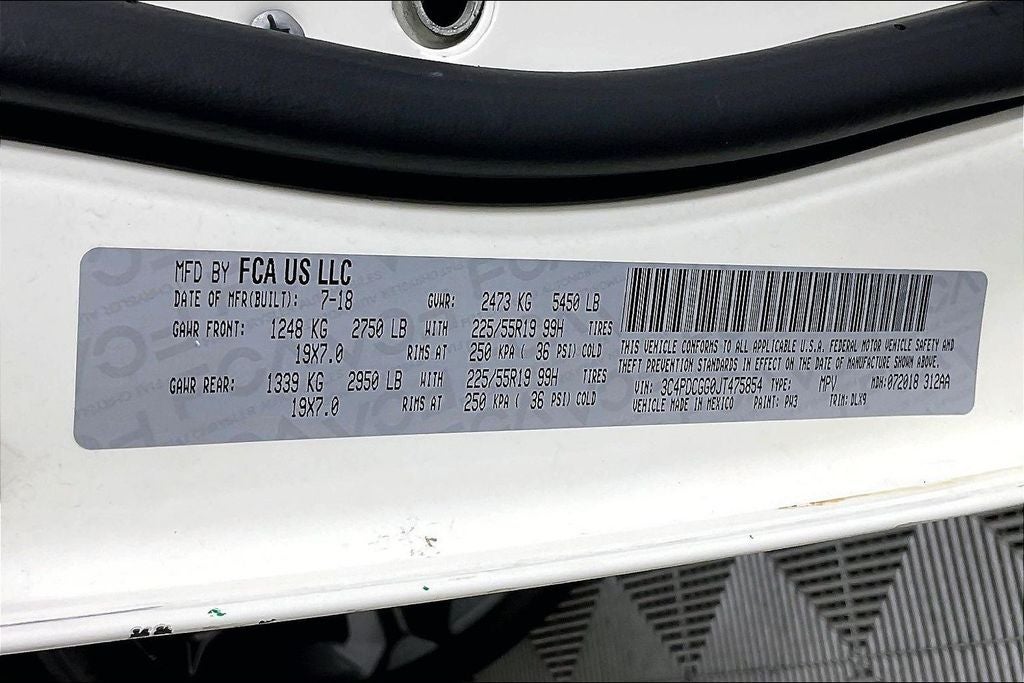 MFD BY FCA US LLC
DATE OF MFR(BUILT): 7-18 GVWR: 2473 KG 5450 LB
GAWR FRONT: 1248 KG 2750 LB WITH 225/55R19 99H TIRES
19X7.0 RIMS AT 250 KPA ( 36 PSI) COLD
GAWR REAR: 1339 KG 2950 LB WITH 225/55R19 99H TIRES
19X7.0 RIMS AT 250 KPA ( 36 PSI) COLD
THIS VEHICLE CONFORMS TO ALL APPLICABLE U.S.A. FEDERAL MOTOR VEHICLE SAFETY AND
THEFT PREVENTION STANDARDS IN EFFECT ON THE DATE OF MANUFACTURE SHOWN ABOVE.
VIN: 3C4PDCGG0JT475854 TYPE: MPV MDH: 072018 312AA
VEHICLE MADE IN MEXICO PAINT: PW3 TRIM: DLX9